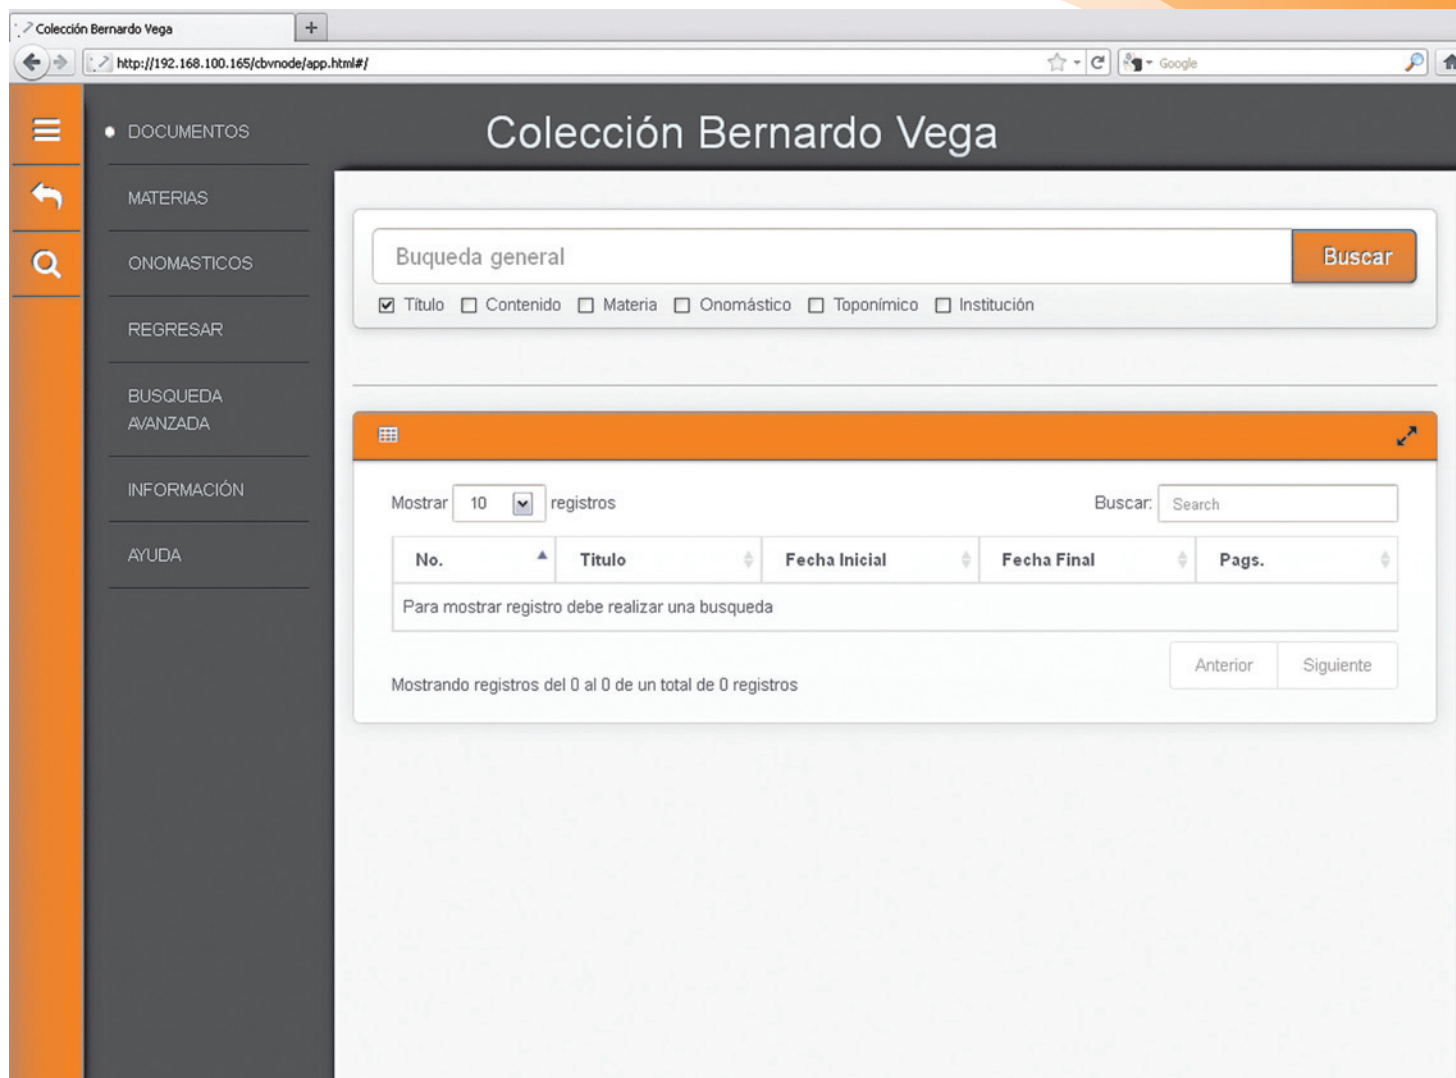 Colección Bernardo Vega
http://192.168.100.165/cbvnode/app.html#/
Google
DOCUMENTOS
MATERIAS
ONOMASTICOS
REGRESAR
BUSQUEDA
AVANZADA
INFORMACIÓN
AYUDA
Colección Bernardo Vega
Buqueda general
Buscar
Título Contenido Materia Onomástico Toponímico Institución
Mostrar 10 registros
Buscar: Search
No. Titulo Fecha Inicial Fecha Final Pags.
Para mostrar registro debe realizar una busqueda
Anterior Siguiente
Mostrando registros del 0 al 0 de un total de 0 registros